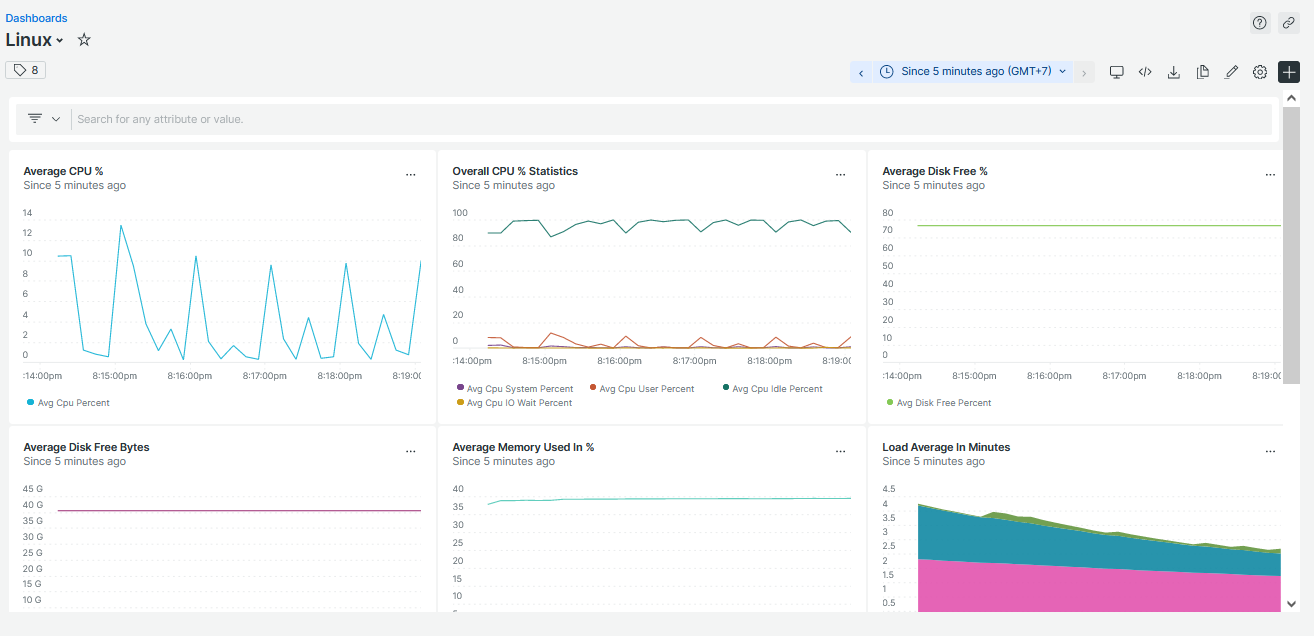 Dashboards
Linux
8
Since 5 minutes ago (GMT+7)
Search for any attribute or value.
Average CPU %
Since 5 minutes ago
14
12
10
8
6
4
2
0
:14:00pm 8:15:00pm 8:16:00pm 8:17:00pm 8:18:00pm 8:19:00
Avg Cpu Percent
Overall CPU % Statistics
Since 5 minutes ago
100
80
60
40
20
0
:14:00pm 8:15:00pm 8:16:00pm 8:17:00pm 8:18:00pm 8:19:00
Avg Cpu System Percent Avg Cpu User Percent Avg Cpu Idle Percent
Avg Cpu IO Wait Percent
Average Disk Free %
Since 5 minutes ago
80
70
60
50
40
30
20
10
0
:14:00pm 8:15:00pm 8:16:00pm 8:17:00pm 8:18:00pm 8:19:00
Avg Disk Free Percent
Average Disk Free Bytes
Since 5 minutes ago
45 G
40 G
35 G
30 G
25 G
20 G
15 G
10 G
Average Memory Used In %
Since 5 minutes ago
40
35
30
25
20
15
10
Load Average In Minutes
Since 5 minutes ago
4.5
4
3.5
3
2.5
2
1.5
1
0.5